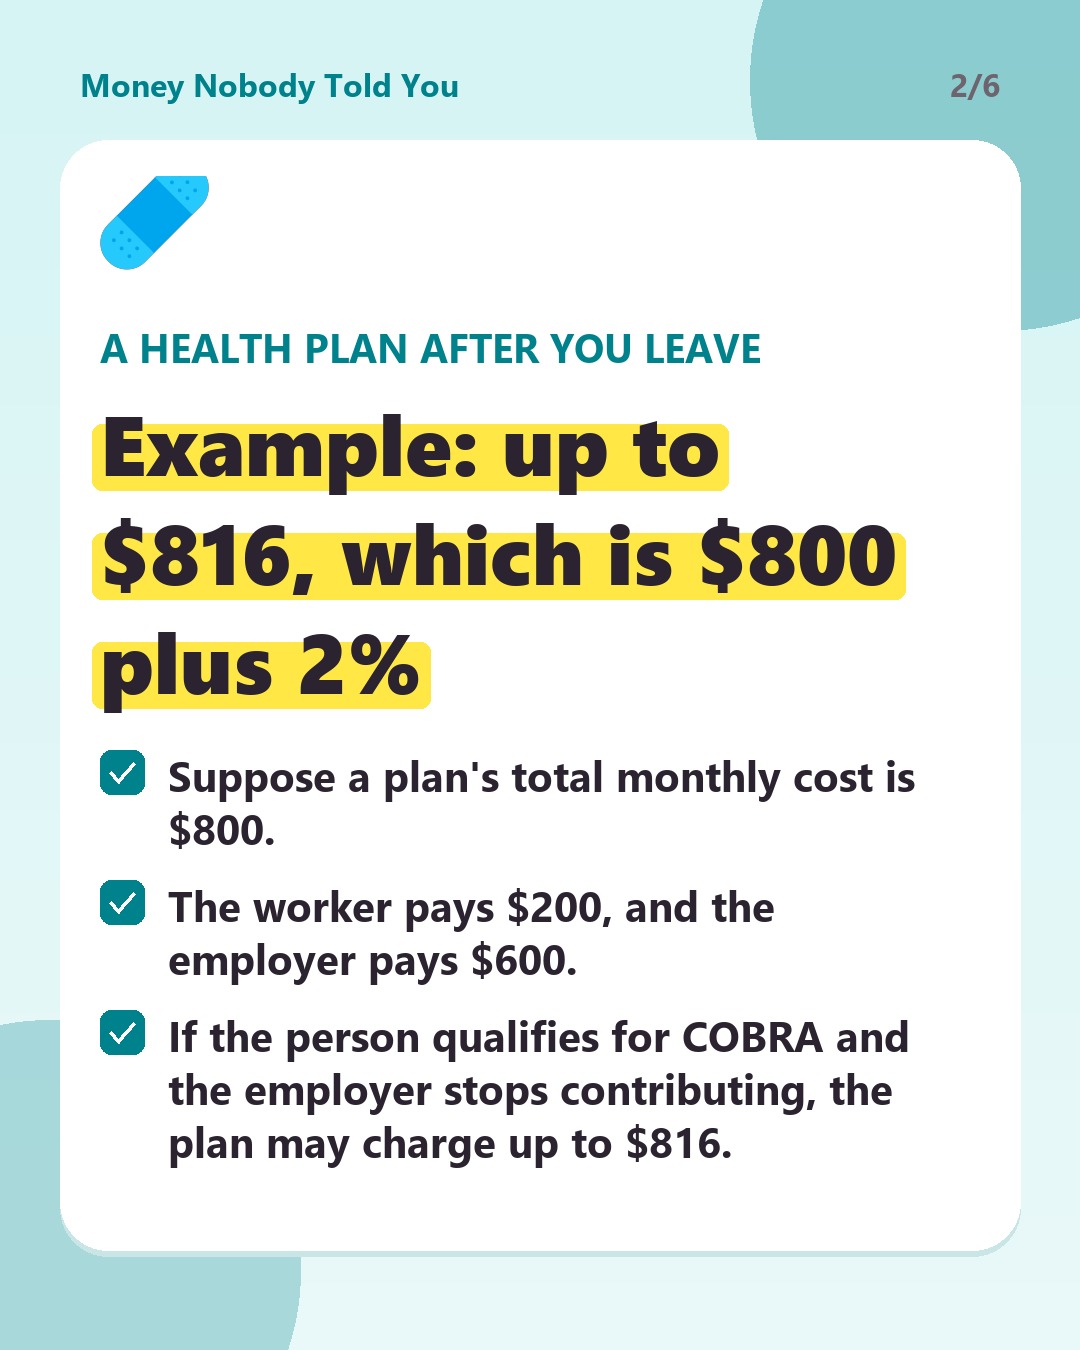 Money Nobody Told You
2/6
A HEALTH PLAN AFTER YOU LEAVE
Example: up to
$816, which is $800
plus 2%
Suppose a plan's total monthly cost is
$800.
The worker pays $200, and the
employer pays $600.
If the person qualifies for COBRA and
the employer stops contributing, the
plan may charge up to $816.